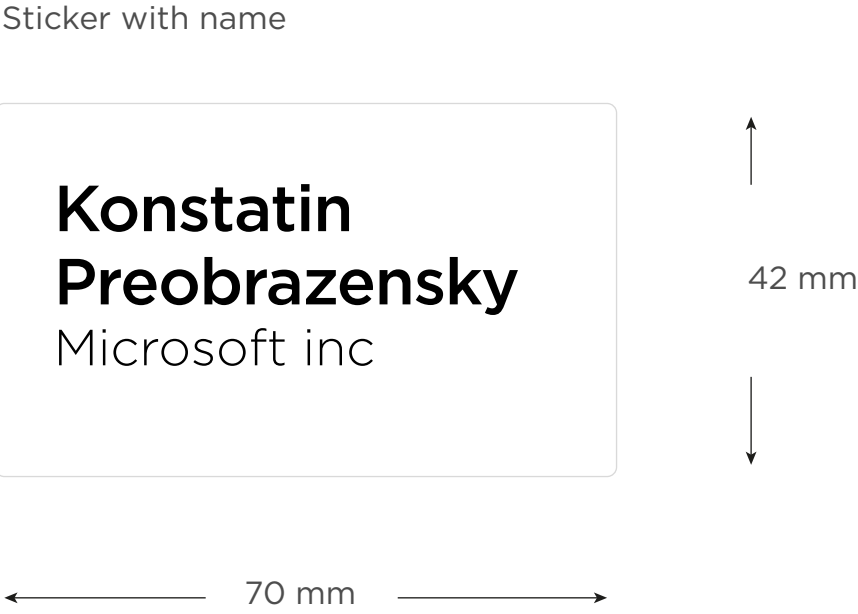 Sticker with name
Konstatin
Preobrazensky
Microsoft inc
42 mm
70 mm